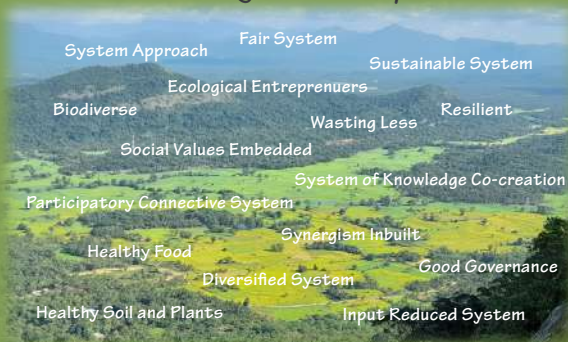 System Approach
Fair System
Sustainable System
Ecological Entreprenuers
Biodiverse
Resilient
Wasting Less
Social Values Embedded
System of Knowledge Co-creation
Participatory Connective System
Synergism Inbuilt
Healthy Food
Good Governance
Diversified System
Healthy Soil and Plants
Input Reduced System